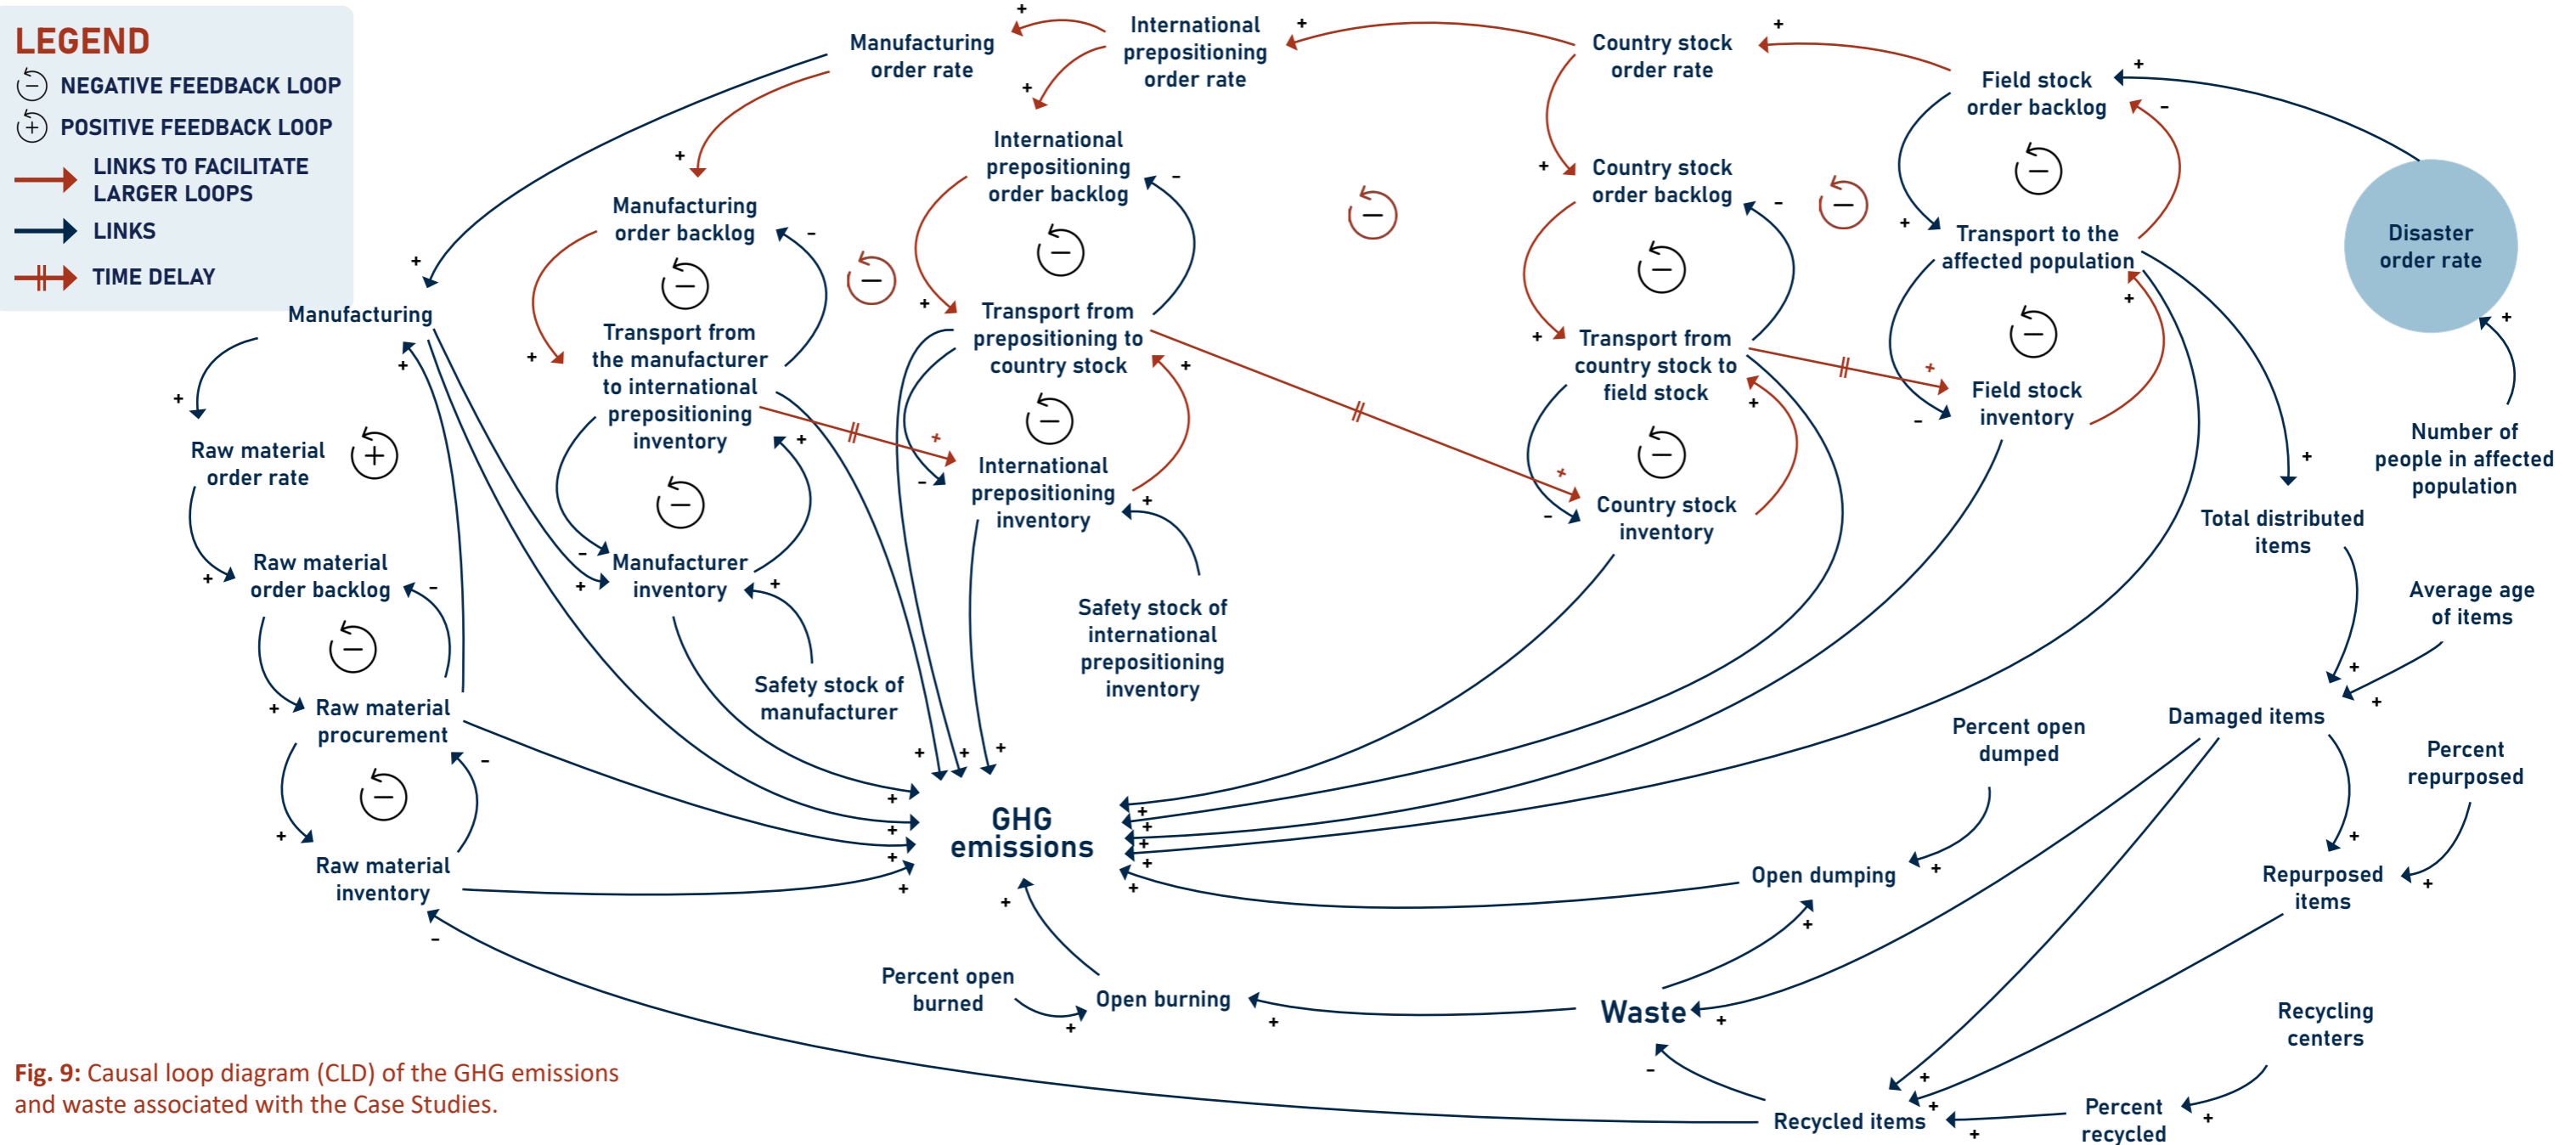 LEGEND
NEGATIVE FEEDBACK LOOP
POSITIVE FEEDBACK LOOP
LINKS TO FACILITATE
LARGER LOOPS
LINKS
TIME DELAY
Manufacturing
order rate
International
prepositioning
order rate
Country stock
order rate
Field stock
order backlog
Disaster
order rate
Number of
people in affected
population
International
prepositioning
order backlog
Country stock
order backlog
Manufacturing
order backlog
Transport to the
affected population
Manufacturing
Transport from
the manufacturer
to international
prepositioning
inventory
Transport from
prepositioning to
country stock
Transport from
country stock to
field stock
Field stock
inventory
Raw material
order rate
International
prepositioning
inventory
Country stock
inventory
Total distributed
items
Raw material
order backlog
Manufacturer
inventory
Safety stock of
international
prepositioning
inventory
Average age
of items
Safety stock of
manufacturer
Raw material
procurement
Damaged items
Percent open
dumped
Percent
repurposed
GHG
emissions
Raw material
inventory
Open dumping
Repurposed
items
Percent open
burned
Open burning
Waste
Recycling
centers
Recycled items
Percent
recycled
Fig. 9: Causal loop diagram (CLD) of the GHG emissions
and waste associated with the Case Studies.